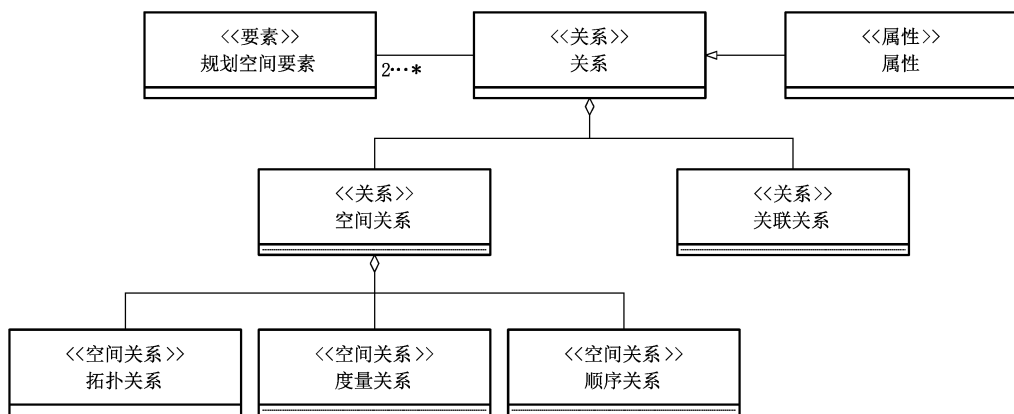 <<要素>>
规划空间要素
2···*
<<关系>>
关系
<<属性>>
属性
<<关系>>
空间关系
<<关系>>
关联关系
<<空间关系>>
拓扑关系
<<空间关系>>
度量关系
<<空间关系>>
顺序关系